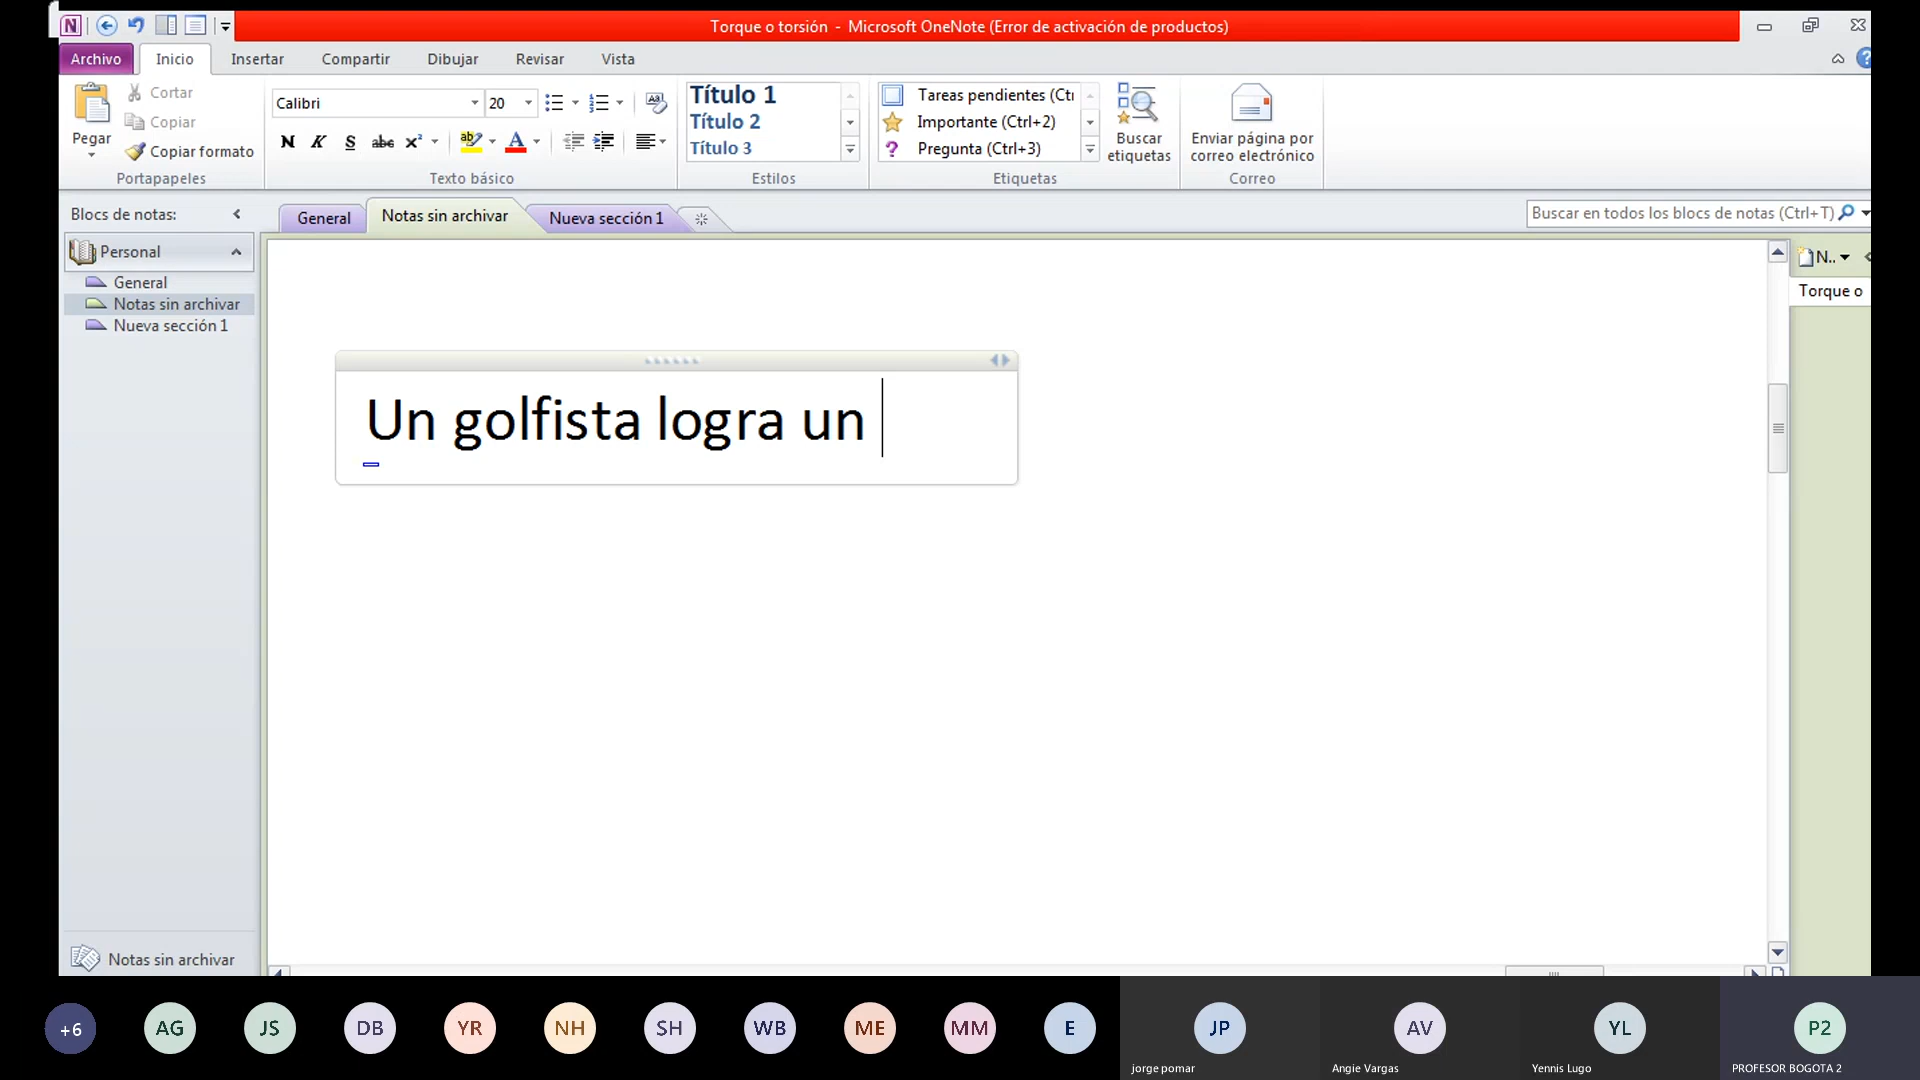 Torque o torsión - Microsoft OneNote (Error de activación de productos)
Archivo Inicio Insertar Compartir Dibujar Revisar Vista
Pegar
Cortar
Copiar
Copiar formato
Portapapeles
Calibri 20
N K S abc x²
Texto básico
Título 1
Título 2
Título 3
Estilos
Tareas pendientes (Ctr
Importante (Ctrl+2)
Pregunta (Ctrl+3)
Etiquetas
Buscar
etiquetas
Enviar página por
correo electrónico
Correo
Blocs de notas:
General Notas sin archivar Nueva sección 1
Buscar en todos los blocs de notas (Ctrl+T)
Personal
General
Notas sin archivar
Nueva sección 1
N..
Torque o
Un golfista logra un
Notas sin archivar
+6 AG JS DB YR NH SH WB ME MM E JP AV YL P2
jorge pomar Angie Vargas Yennis Lugo PROFESOR BOGOTA 2